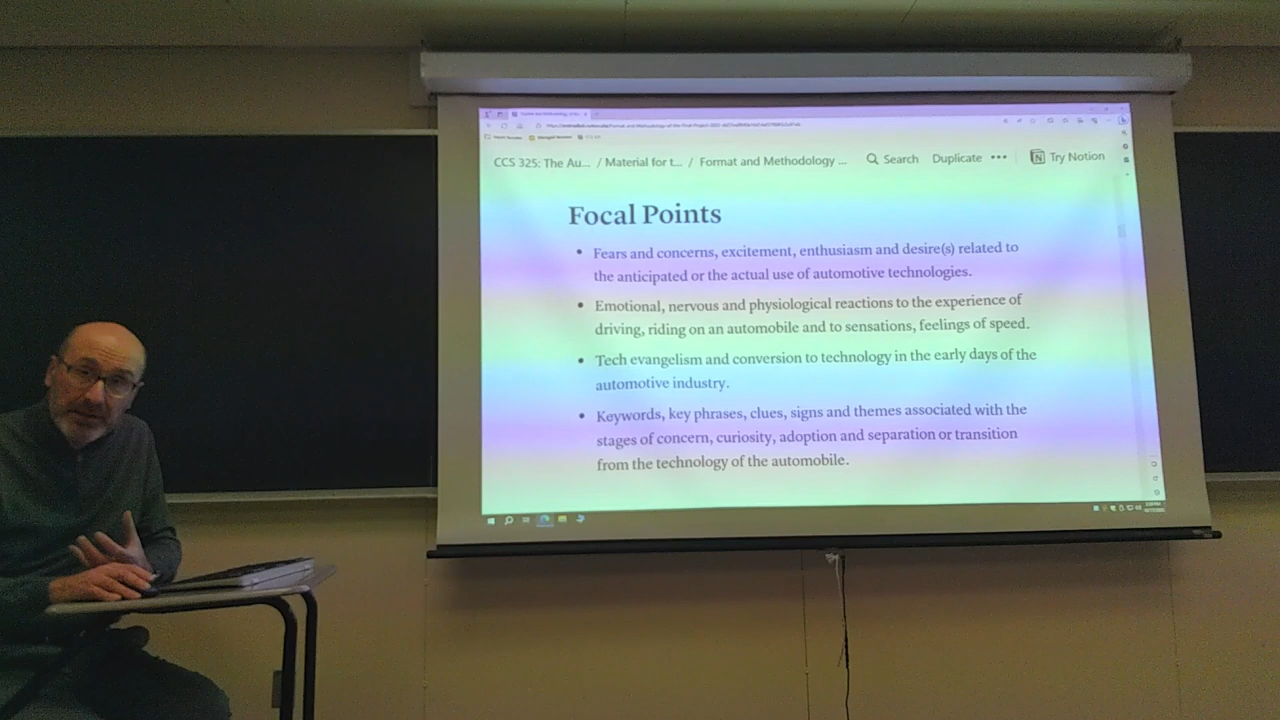 CCS 325: The Au... / Material for t... / Format and Methodology ... Search Duplicate ••• Try Notion
Focal Points
• Fears and concerns, excitement, enthusiasm and desire(s) related to
the anticipated or the actual use of automotive technologies.
• Emotional, nervous and physiological reactions to the experience of
driving, riding on an automobile and to sensations, feelings of speed.
• Tech evangelism and conversion to technology in the early days of the
automotive industry.
• Keywords, key phrases, clues, signs and themes associated with the
stages of concern, curiosity, adoption and separation or transition
from the technology of the automobile.